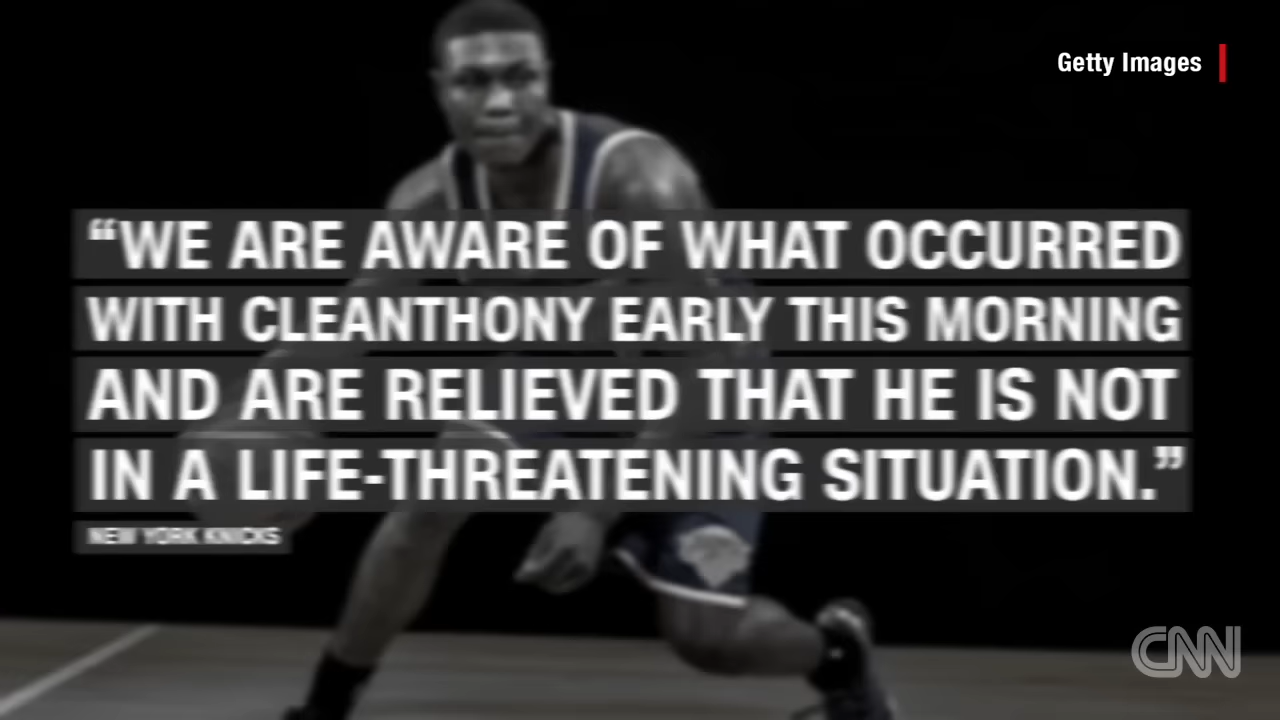 Getty Images
“WE ARE AWARE OF WHAT OCCURRED
WITH CLEANTHONY EARLY THIS MORNING
AND ARE RELIEVED THAT HE IS NOT
IN A LIFE-THREATENING SITUATION.”
NEW YORK KNICKS
CNN